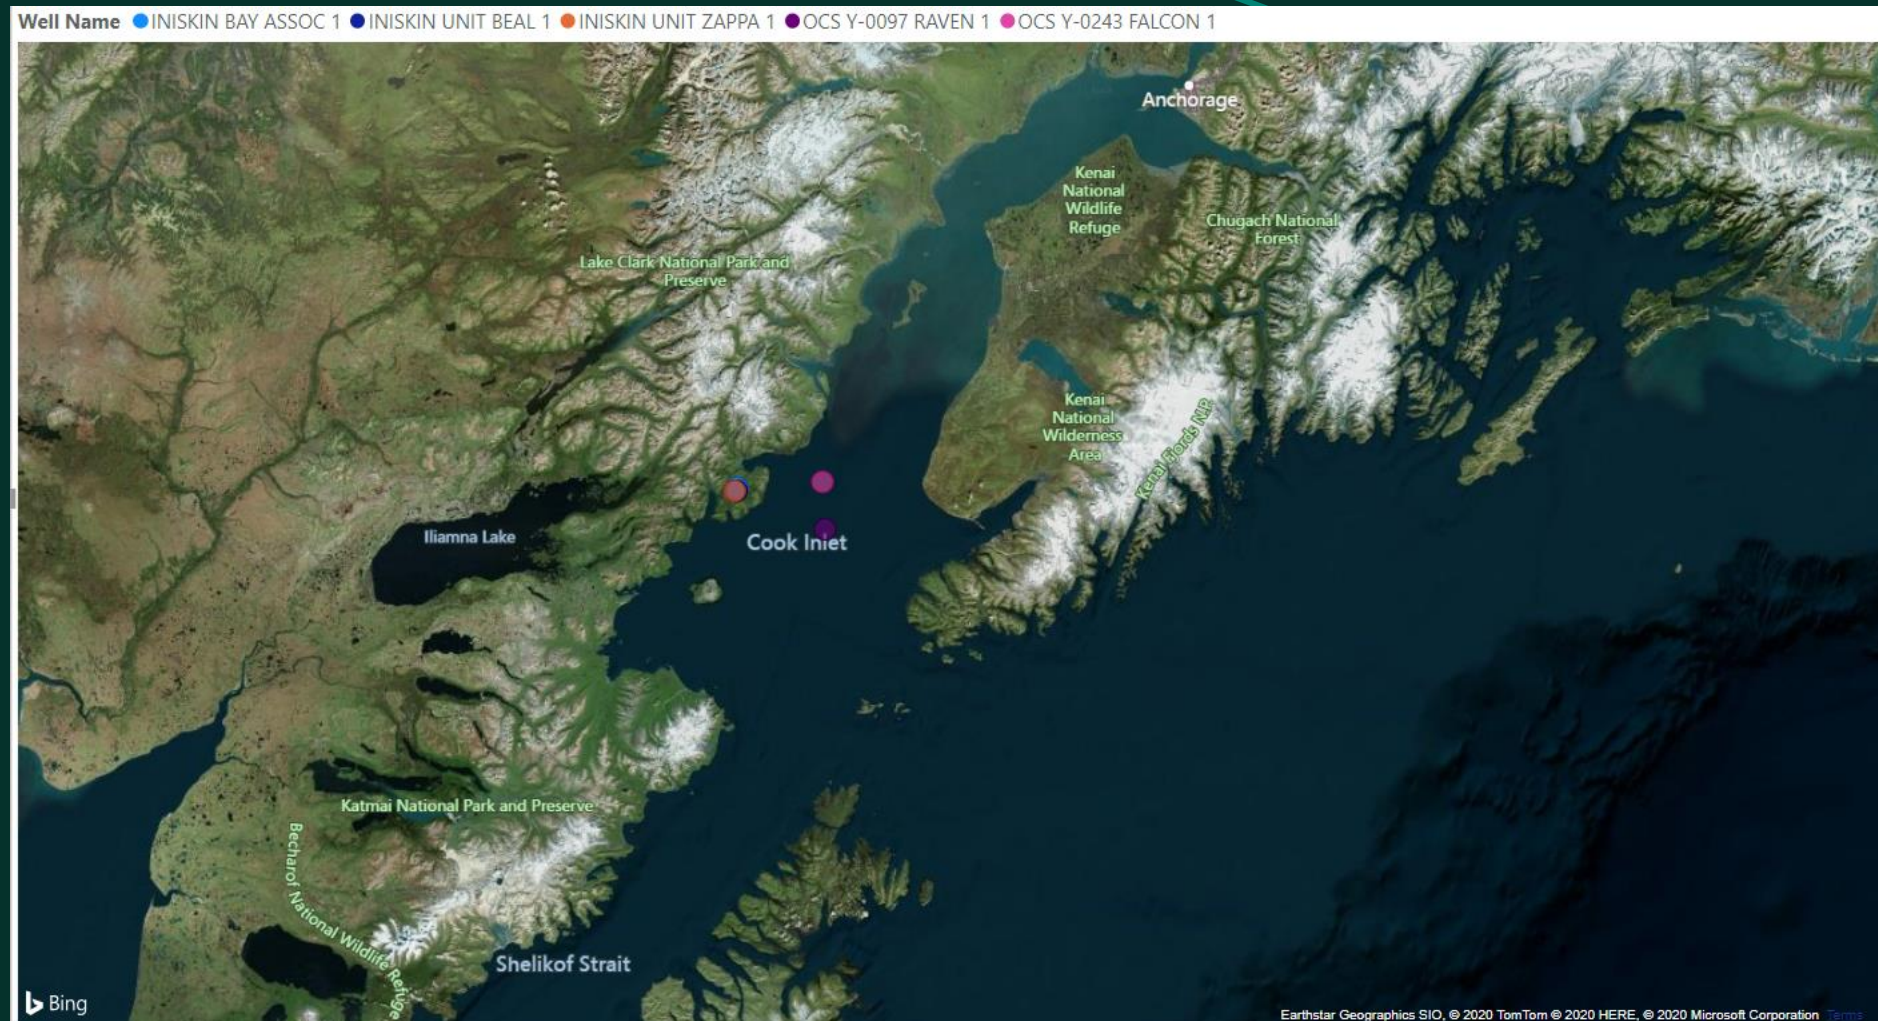 Well Name INISKIN BAY ASSOC 1 INISKIN UNIT BEAL 1 INISKIN UNIT ZAPPA 1 OCS Y-0097 RAVEN 1 OCS Y-0243 FALCON 1
Anchorage
Kenai
National
Wildlife
Refuge
Chugach National
Forest
Lake Clark National Park and
Preserve
Kenai
National
Wilderness
Area
Kenai Fiords N.P.
Iliamna Lake
Cook Inlet
Katmai National Park and Preserve
Becharof National Wildlife Refuge
Shelikof Strait
Bing
Earthstar Geographics SIO, © 2020 TomTom © 2020 HERE, © 2020 Microsoft Corporation Terms